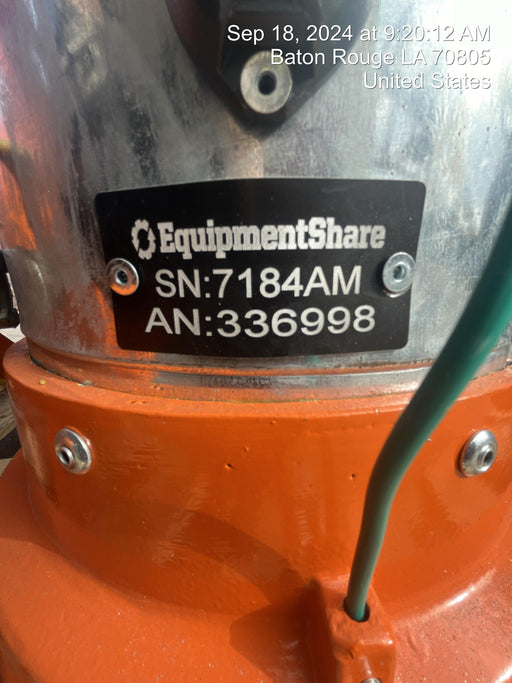 Sep 18, 2024 at 9:20:12 AM
Baton Rouge LA 70805
United States
EquipmentShare
SN:7184AM
AN:336998